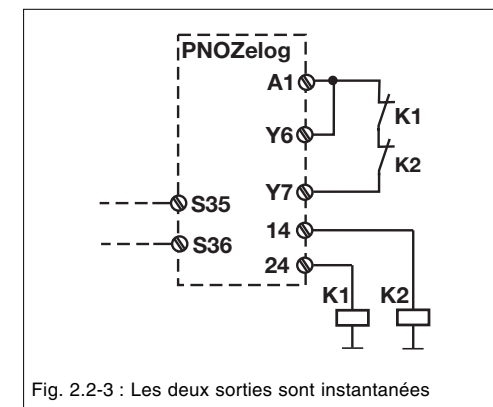 PNOZelog
A1
K1
Y6
K2
Y7
S35
14
S36
24
K1 K2
Fig. 2.2-3 : Les deux sorties sont instantanées